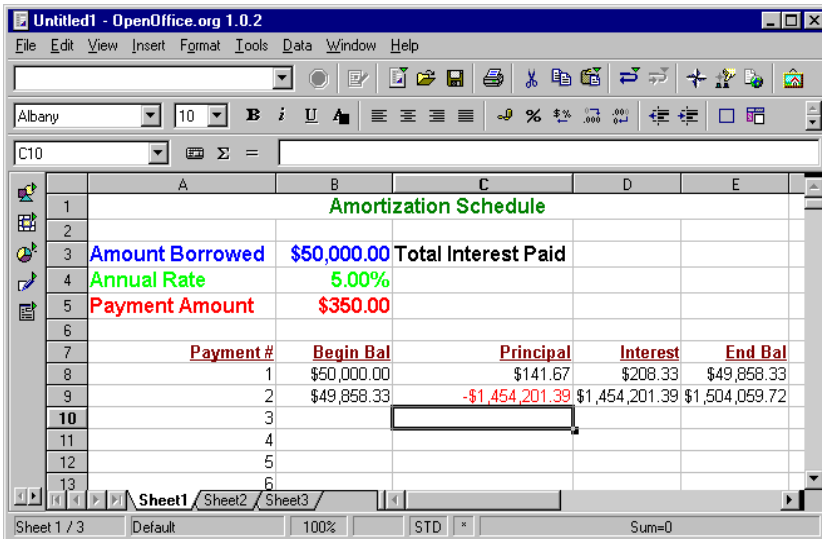 Untitled1 - OpenOffice.org 1.0.2
File Edit View Insert Format Tools Data Window Help
Albany 10 B i U A
C10 Σ =
A B C D E
1 Amortization Schedule
2
3 Amount Borrowed $50,000.00 Total Interest Paid
4 Annual Rate 5.00%
5 Payment Amount $350.00
6
7 Payment # Begin Bal Principal Interest End Bal
8 1 $50,000.00 $141.67 $208.33 $49,858.33
9 2 $49,858.33 -$1,454,201.39 $1,454,201.39 $1,504,059.72
10 3
11 4
12 5
13 6
Sheet1 Sheet2 Sheet3
Sheet 1 / 3 Default 100% STD * Sum=0